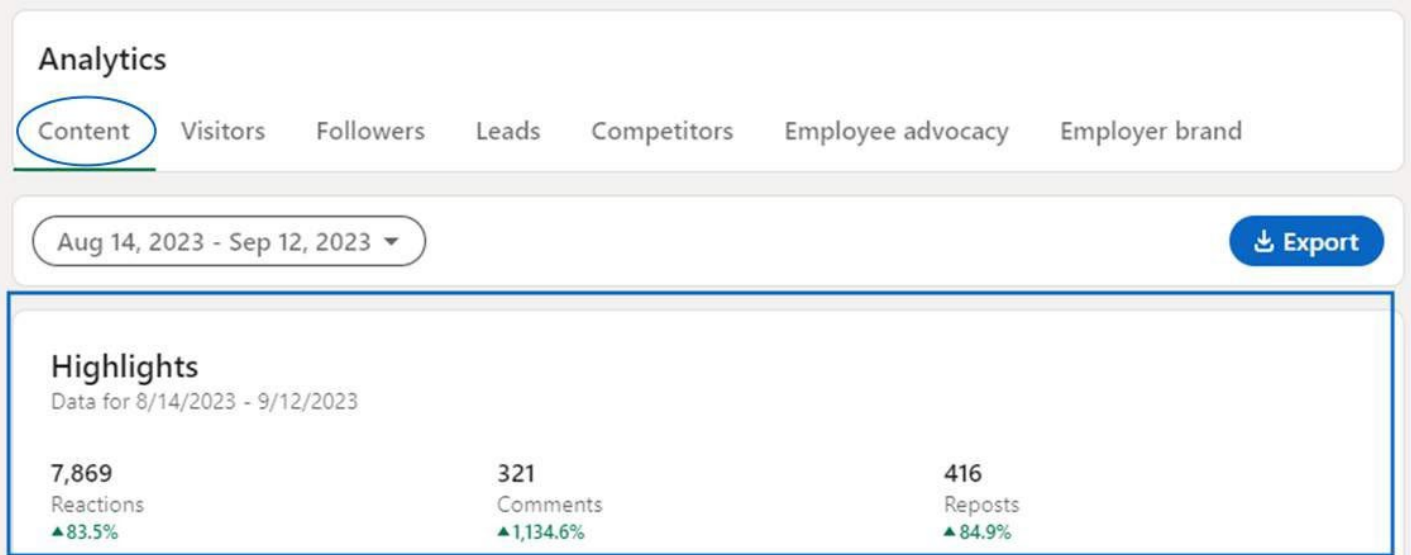 Analytics
Content Visitors Followers Leads Competitors Employee advocacy Employer brand
Aug 14, 2023 - Sep 12, 2023 Export
Highlights
Data for 8/14/2023 - 9/12/2023
7,869 321 416
Reactions Comments Reposts
▲83.5% ▲1,134.6% ▲84.9%